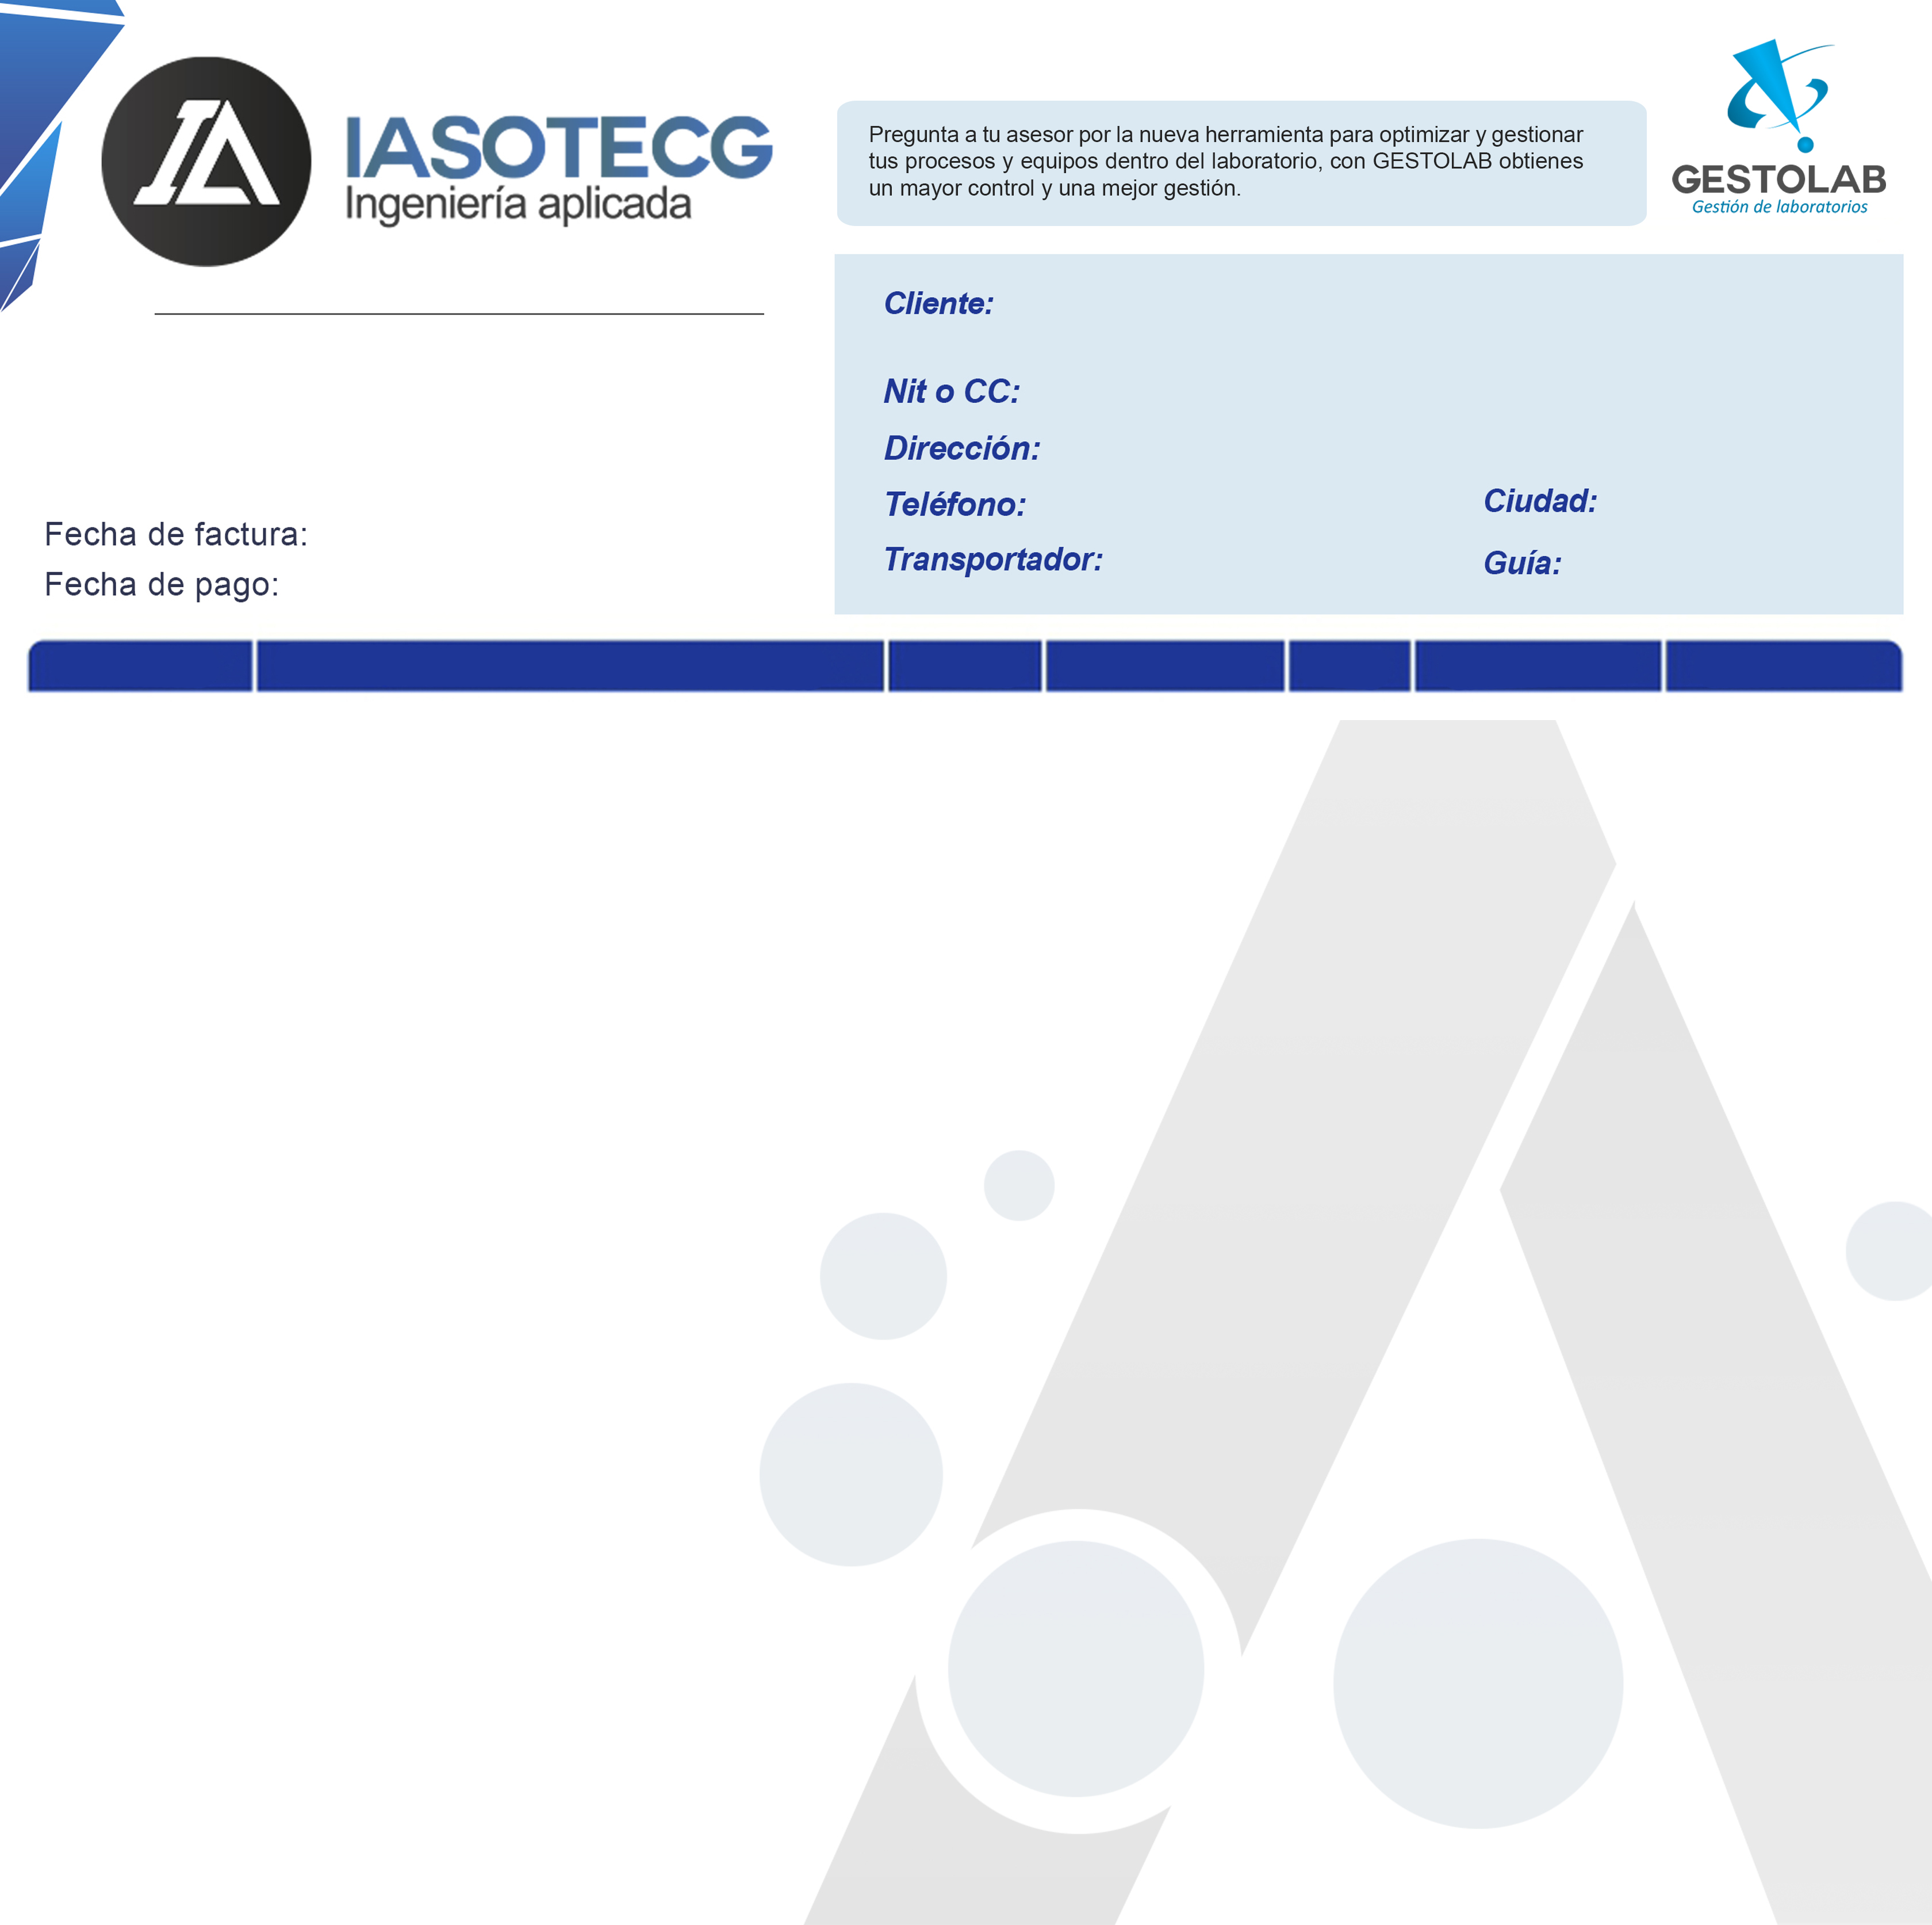 IA
IASOTECG
Ingeniería aplicada
Pregunta a tu asesor por la nueva herramienta para optimizar y gestionar
tus procesos y equipos dentro del laboratorio, con GESTOLAB obtienes
un mayor control y una mejor gestión.
GESTOLAB
Gestión de laboratorios
Cliente:
Nit o CC:
Dirección:
Teléfono:
Ciudad:
Transportador:
Guía:
Fecha de factura:
Fecha de pago: